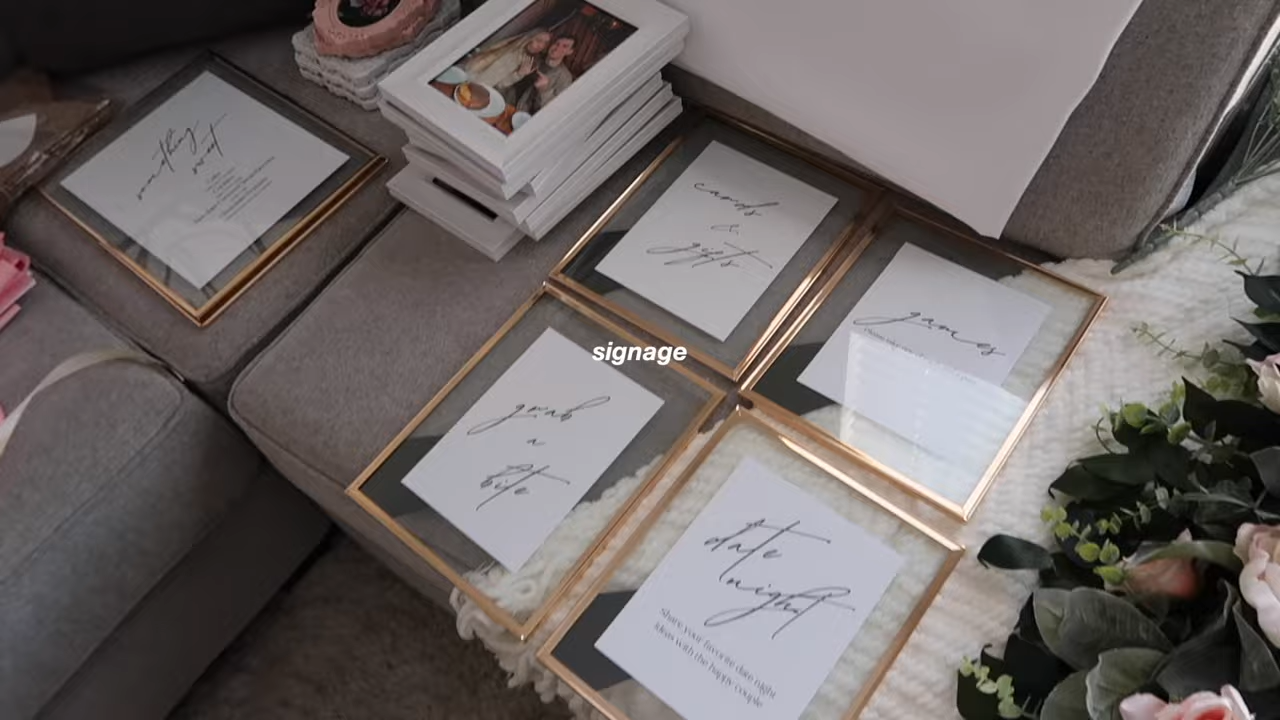 something
sweet
cards
&
gifts
games
signage
grab
a
bite
date
night
share your favorite date night
ideas with the happy couple